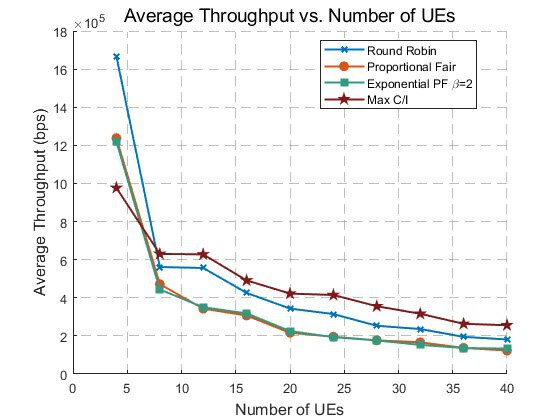 Average Throughput vs. Number of UEs
×10⁵
18
16
14
12
10
8
6
4
2
0
Average Throughput (bps)
Round Robin
Proportional Fair
Exponential PF β=2
Max C/I
0 5 10 15 20 25 30 35 40
Number of UEs